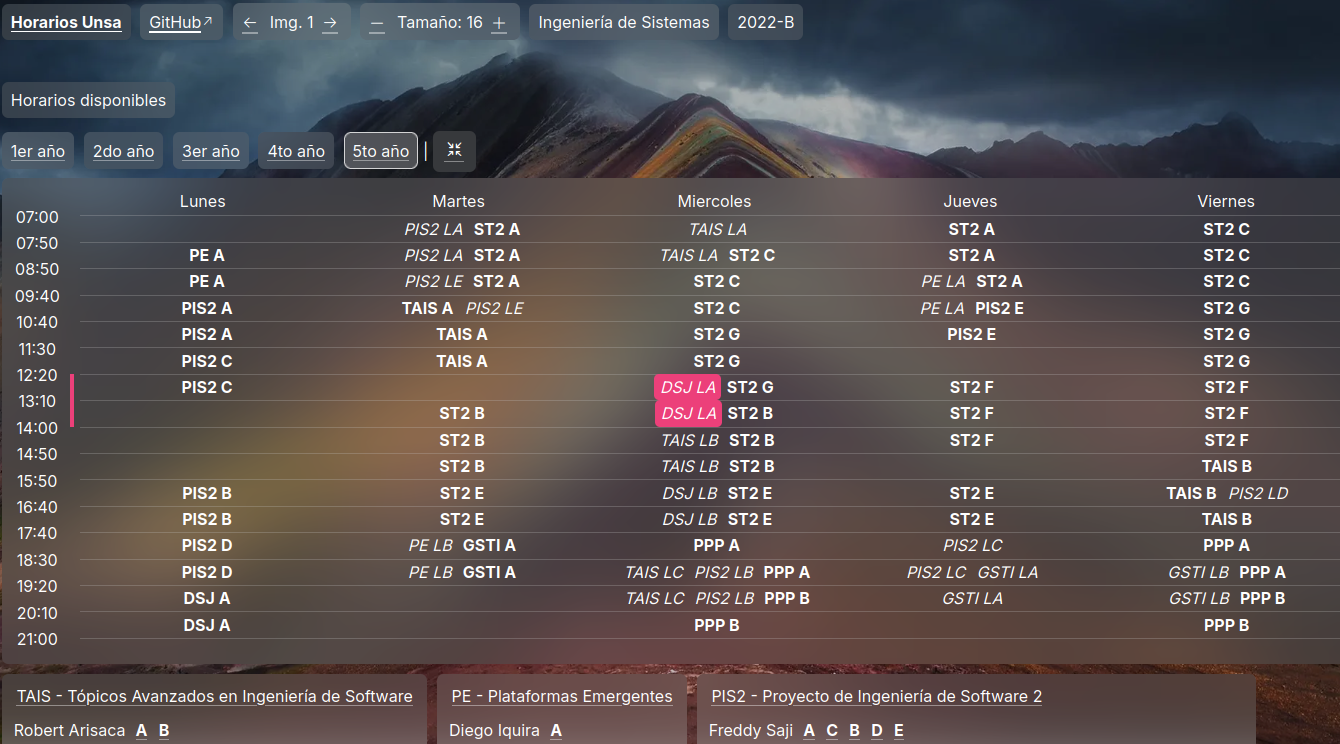 Horarios Unsa GitHub↗ ← Img. 1 → — Tamaño: 16 + Ingeniería de Sistemas 2022-B
Horarios disponibles
1er año 2do año 3er año 4to año 5to año |
Lunes Martes Miercoles Jueves Viernes
07:00
PIS2 LA ST2 A TAIS LA ST2 A ST2 C
07:50
PE A PIS2 LA ST2 A TAIS LA ST2 C ST2 A ST2 C
08:50
PE A PIS2 LE ST2 A ST2 C PE LA ST2 A ST2 C
09:40
PIS2 A TAIS A PIS2 LE ST2 C PE LA PIS2 E ST2 G
10:40
PIS2 A TAIS A ST2 G PIS2 E ST2 G
11:30
PIS2 C TAIS A ST2 G ST2 G
12:20
PIS2 C DSJ LA ST2 G ST2 F ST2 F
13:10
ST2 B DSJ LA ST2 B ST2 F ST2 F
14:00
ST2 B TAIS LB ST2 B ST2 F ST2 F
14:50
ST2 B TAIS LB ST2 B TAIS B
15:50
PIS2 B ST2 E DSJ LB ST2 E ST2 E TAIS B PIS2 LD
16:40
PIS2 B ST2 E DSJ LB ST2 E ST2 E TAIS B
17:40
PIS2 D PE LB GSTI A PPP A PIS2 LC PPP A
18:30
PIS2 D PE LB GSTI A TAIS LC PIS2 LB PPP A PIS2 LC GSTI LA GSTI LB PPP A
19:20
DSJ A TAIS LC PIS2 LB PPP B GSTI LA GSTI LB PPP B
20:10
DSJ A PPP B PPP B
21:00
TAIS - Tópicos Avanzados en Ingeniería de Software PE - Plataformas Emergentes PIS2 - Proyecto de Ingeniería de Software 2
Robert Arisaca A B Diego Iquira A Freddy Saji A C B D E